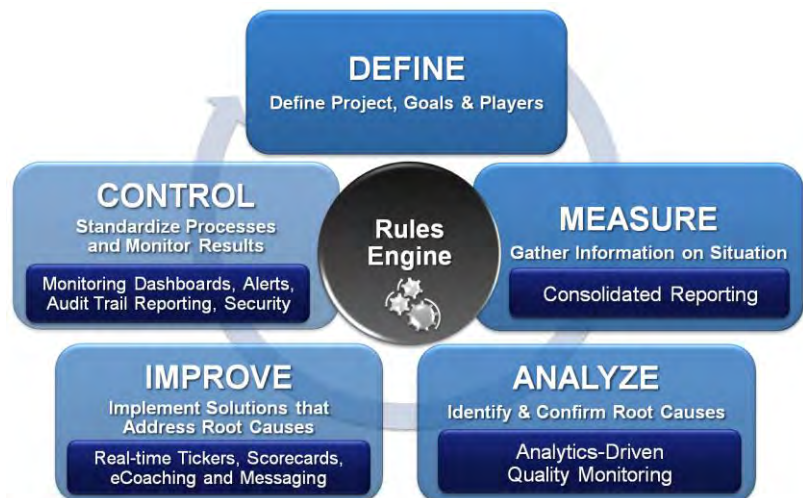 DEFINE
Define Project, Goals & Players
MEASURE
Gather Information on Situation
Consolidated Reporting
ANALYZE
Identify & Confirm Root Causes
Analytics-Driven
Quality Monitoring
IMPROVE
Implement Solutions that
Address Root Causes
Real-time Tickers, Scorecards,
eCoaching and Messaging
CONTROL
Standardize Processes
and Monitor Results
Monitoring Dashboards, Alerts,
Audit Trail Reporting, Security
Rules
Engine